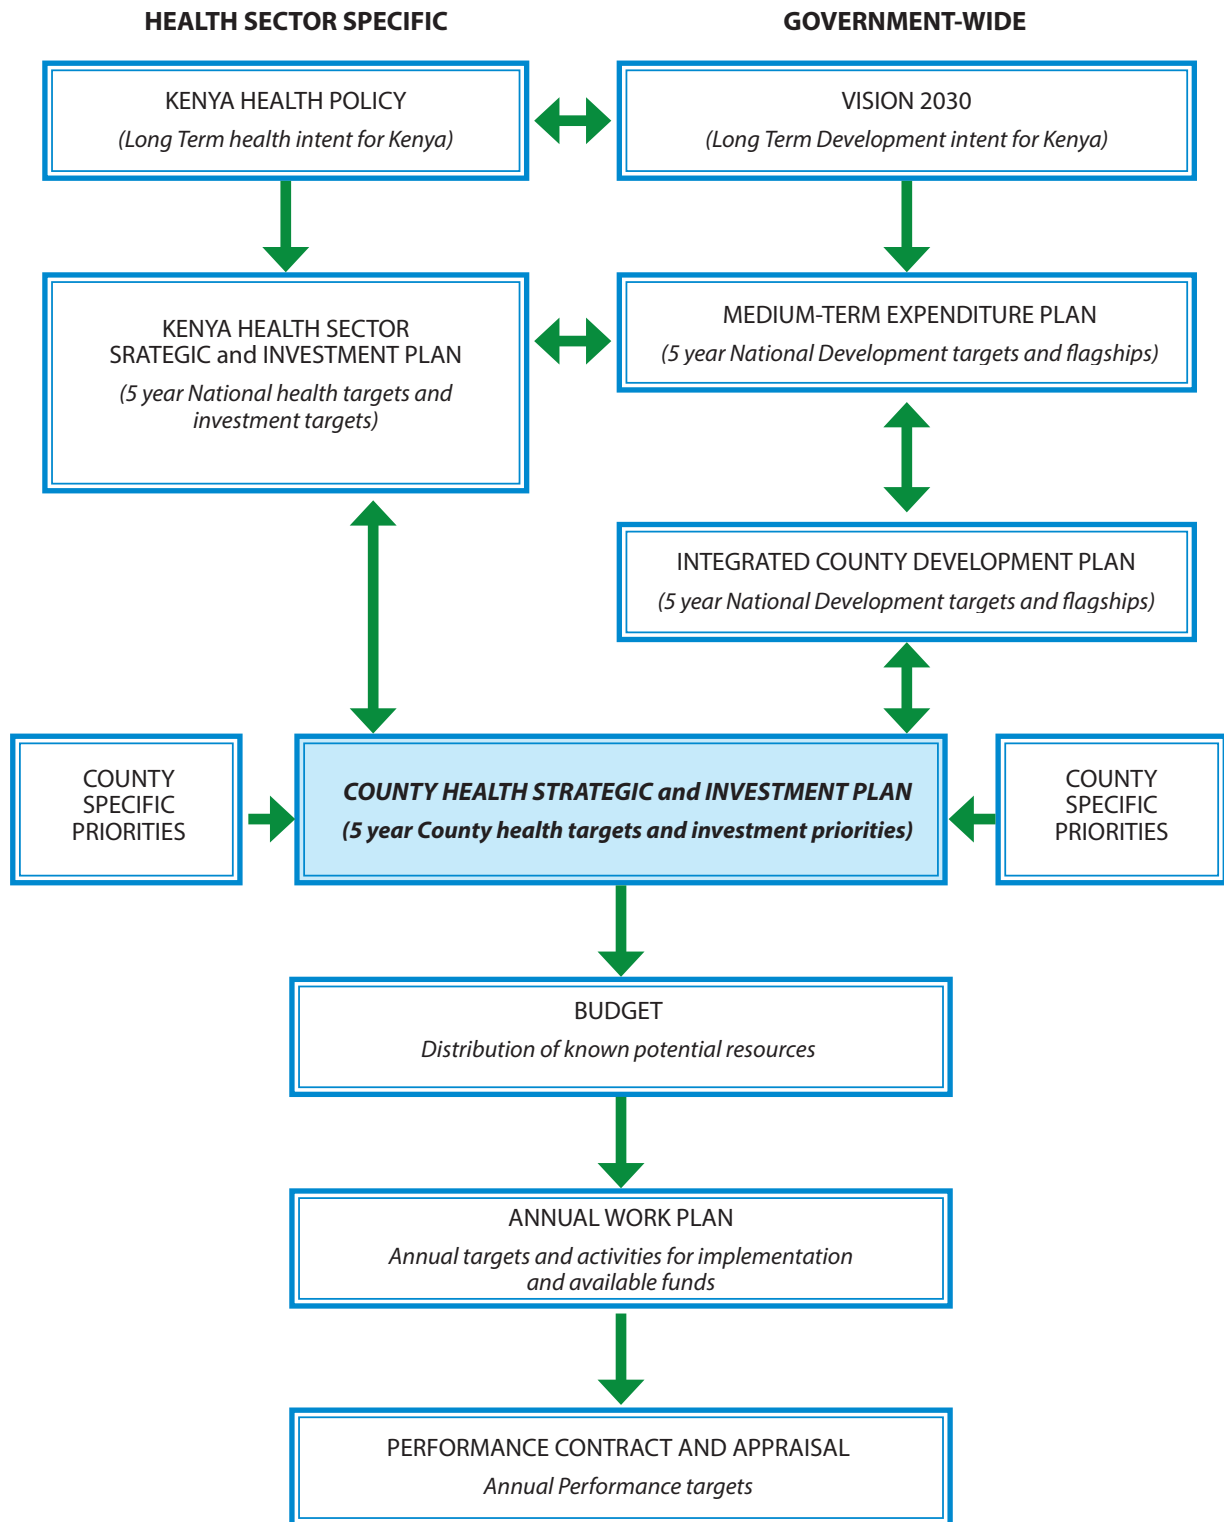 HEALTH SECTOR SPECIFIC
GOVERNMENT-WIDE
KENYA HEALTH POLICY
(Long Term health intent for Kenya)
VISION 2030
(Long Term Development intent for Kenya)
KENYA HEALTH SECTOR
SRATEGIC and INVESTMENT PLAN
(5 year National health targets and
investment targets)
MEDIUM-TERM EXPENDITURE PLAN
(5 year National Development targets and flagships)
INTEGRATED COUNTY DEVELOPMENT PLAN
(5 year National Development targets and flagships)
COUNTY
SPECIFIC
PRIORITIES
COUNTY HEALTH STRATEGIC and INVESTMENT PLAN
(5 year County health targets and investment priorities)
COUNTY
SPECIFIC
PRIORITIES
BUDGET
Distribution of known potential resources
ANNUAL WORK PLAN
Annual targets and activities for implementation
and available funds
PERFORMANCE CONTRACT AND APPRAISAL
Annual Performance targets